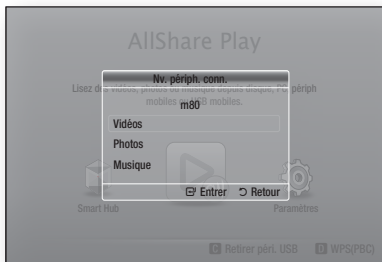 AllShare Play
Nv. périph. conn.
Lisez des vidéos, photos ou musique depuis disque, PC, périph
mobiles ou USB mobiles.
m80
Vidéos
Photos
Musique
Entrer Retour
Smart Hub Paramètres
C Retirer péri. USB D WPS(PBC)